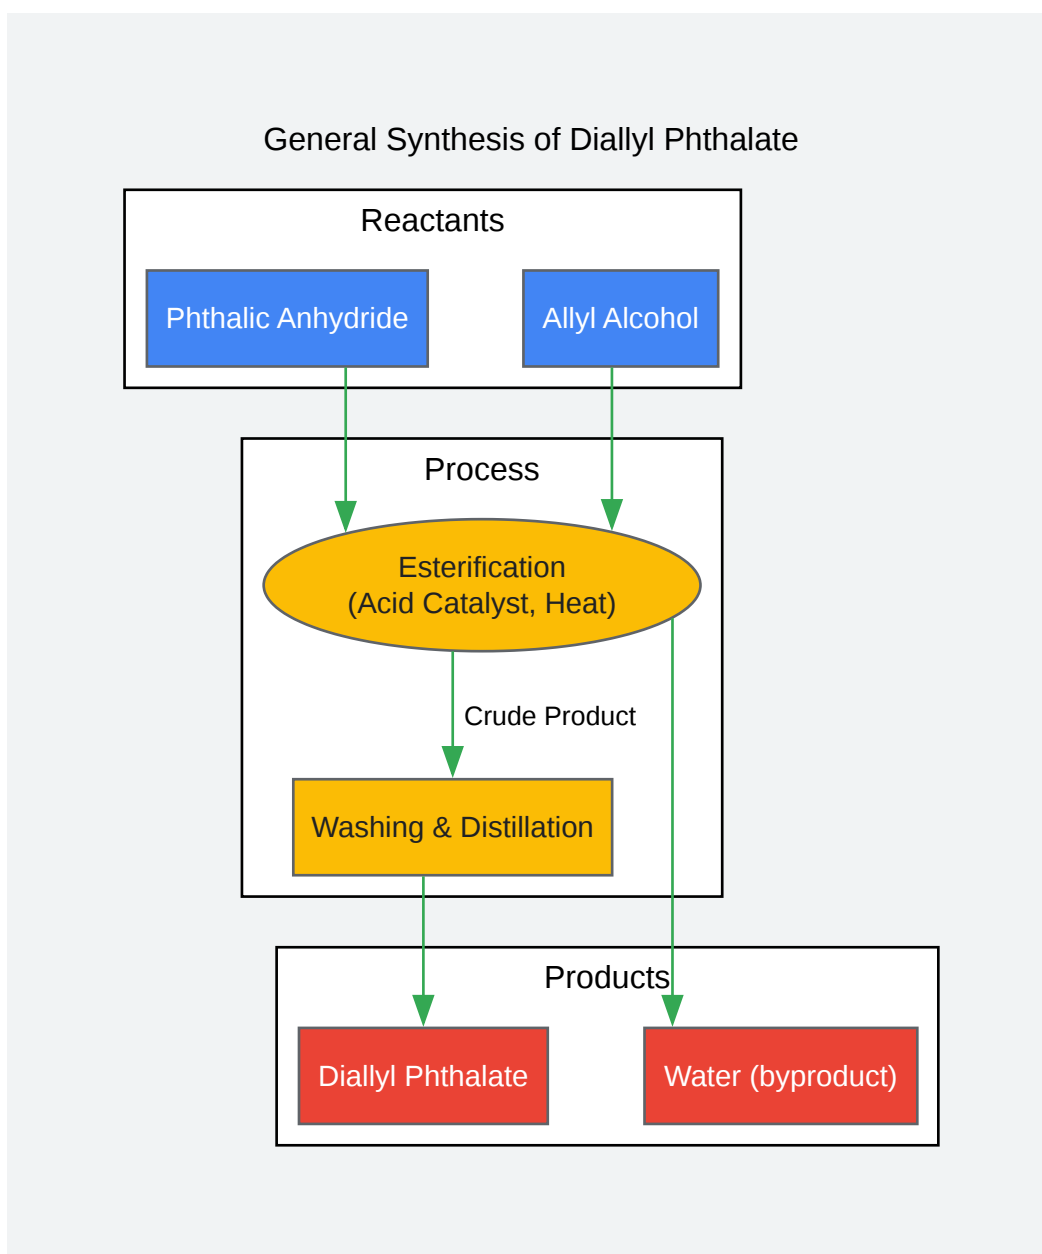 General Synthesis of Diallyl Phthalate
Reactants
Phthalic Anhydride
Allyl Alcohol
Process
Esterification
(Acid Catalyst, Heat)
Crude Product
Washing & Distillation
Products
Diallyl Phthalate
Water (byproduct)